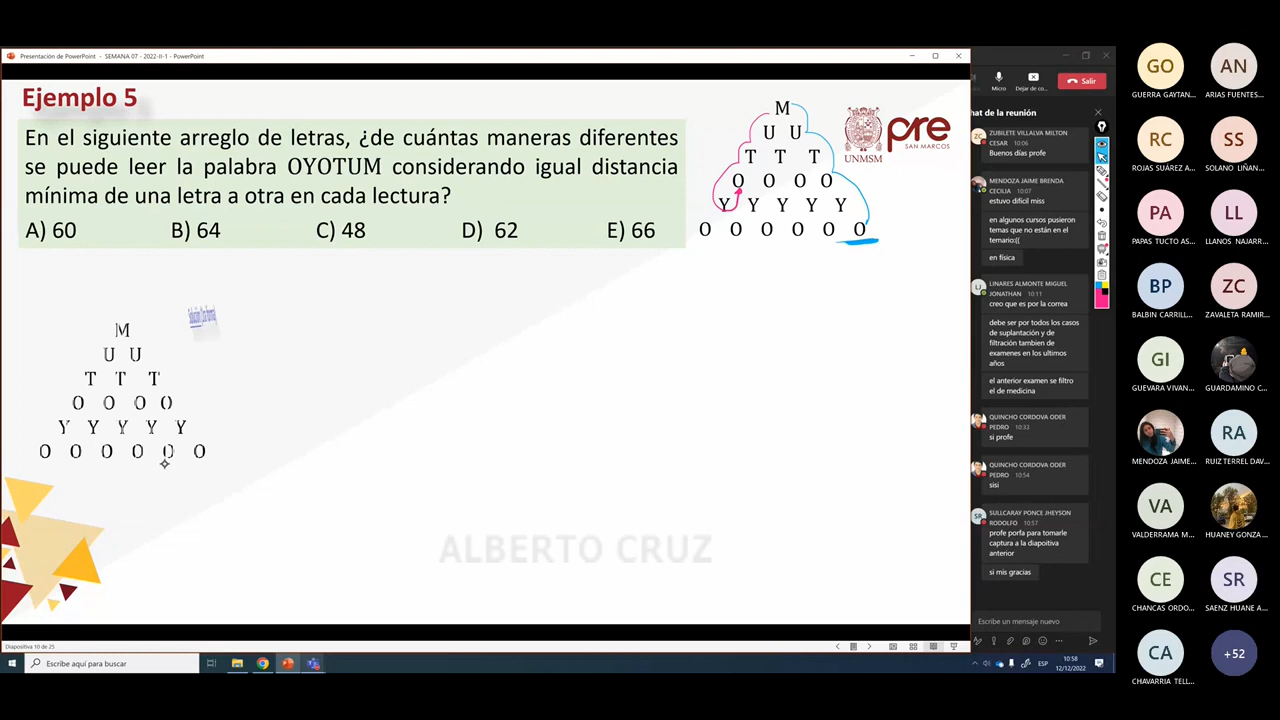 Presentación de PowerPoint - SEMANA 07 - 2022-II-1 - PowerPoint
Ejemplo 5
En el siguiente arreglo de letras, ¿de cuántas maneras diferentes
se puede leer la palabra OYOTUM considerando igual distancia
mínima de una letra a otra en cada lectura?
A) 60 B) 64 C) 48 D) 62 E) 66
M
U U
T T T
O O O O
Y Y Y Y Y
O O O O O O
UNMSM
pre
SAN MARCOS
M
U U
T T T
O O O O
Y Y Y Y Y
O O O O O O
ALBERTO CRUZ
Diapositiva 10 de 25
Escribe aquí para buscar
ESP
10:58
12/12/2022
Micro
Dejar de co...
Salir
hat de la reunión
ZC
ZUBILETE VILLALVA MILTON
CESAR 10:06
Buenos días profe
MENDOZA JAIME BRENDA
CECILIA 10:07
estuvo difícil miss
en algunos cursos pusieron
temas que no están en el
temario:((
en física
LJ
LINARES ALMONTE MIGUEL
JONATHAN 10:11
creo que es por la correa
debe ser por todos los casos
de suplantación y de
filtración tambien de
examenes en los ultimos
años
el anterior examen se filtro
el de medicina
QUINCHO CORDOVA ODER
PEDRO 10:33
si profe
QUINCHO CORDOVA ODER
PEDRO 10:54
sisi
SR
SULLCARAY PONCE JHEYSON
RODOLFO 10:57
profe porfa para tomarle
captura a la diapoitiva
anterior
si mis gracias
Escribe un mensaje nuevo
GO
GUERRA GAYTAN...
AN
ARIAS FUENTES...
RC
ROJAS SUÁREZ A...
SS
SOLANO LIÑAN...
PA
PAPAS TUCTO AS...
LL
LLANOS NAJARR...
BP
BALBIN CARRILL...
ZC
ZAVALETA RAMIR...
GI
GUEVARA VIVAN...
GUARDAMINO C...
MENDOZA JAIME...
RA
RUIZ TERREL DAV...
VA
VALDERRAMA M...
HUANEY GONZA...
CE
CHANCAS ORDO...
SR
SAENZ HUANE A...
CA
CHAVARRIA TELL...
+52